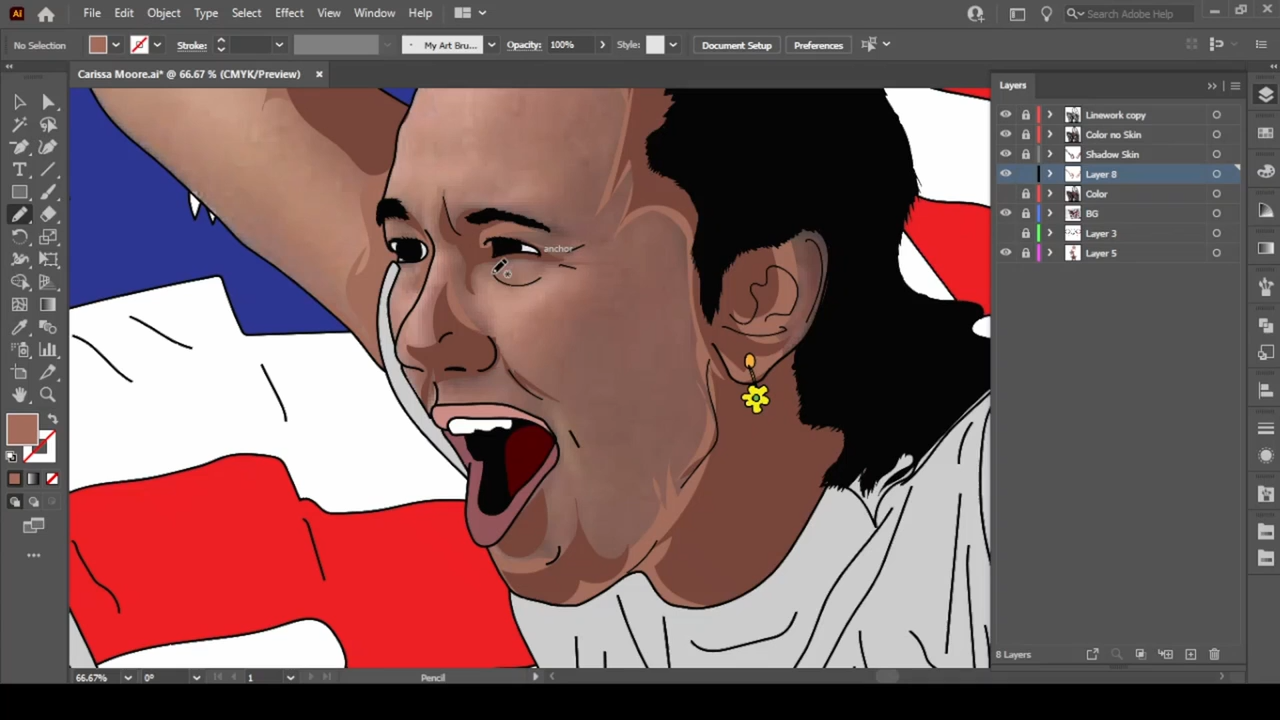 Ai File Edit Object Type Select Effect View Window Help Search Adobe Help
No Selection Stroke: My Art Bru... Opacity: 100% Style: Document Setup Preferences
Carissa Moore.ai* @ 66.67 % (CMYK/Preview) ×
Layers
Linework copy
Color no Skin
Shadow Skin
Layer 8
Color
BG
Layer 3
Layer 5
anchor
8 Layers
66.67% 0° 1 Pencil